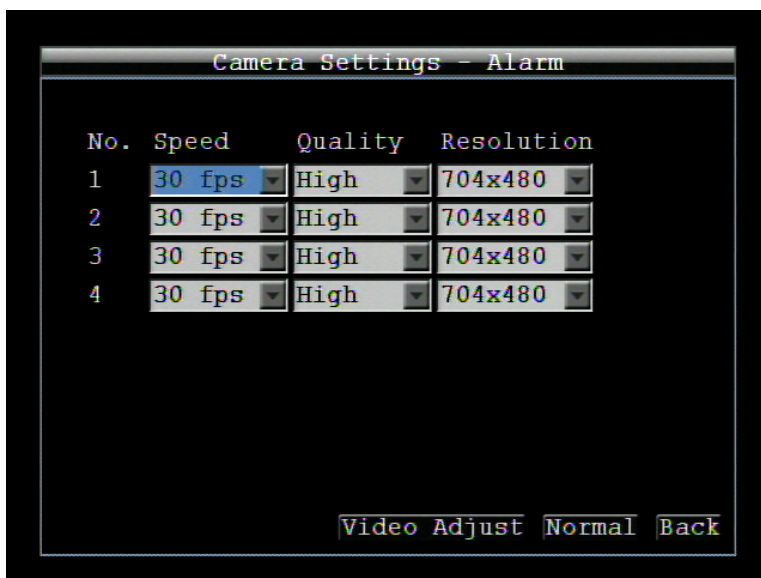 Camera Settings - Alarm
No. Speed Quality Resolution
1 30 fps High 704x480
2 30 fps High 704x480
3 30 fps High 704x480
4 30 fps High 704x480
Video Adjust Normal Back